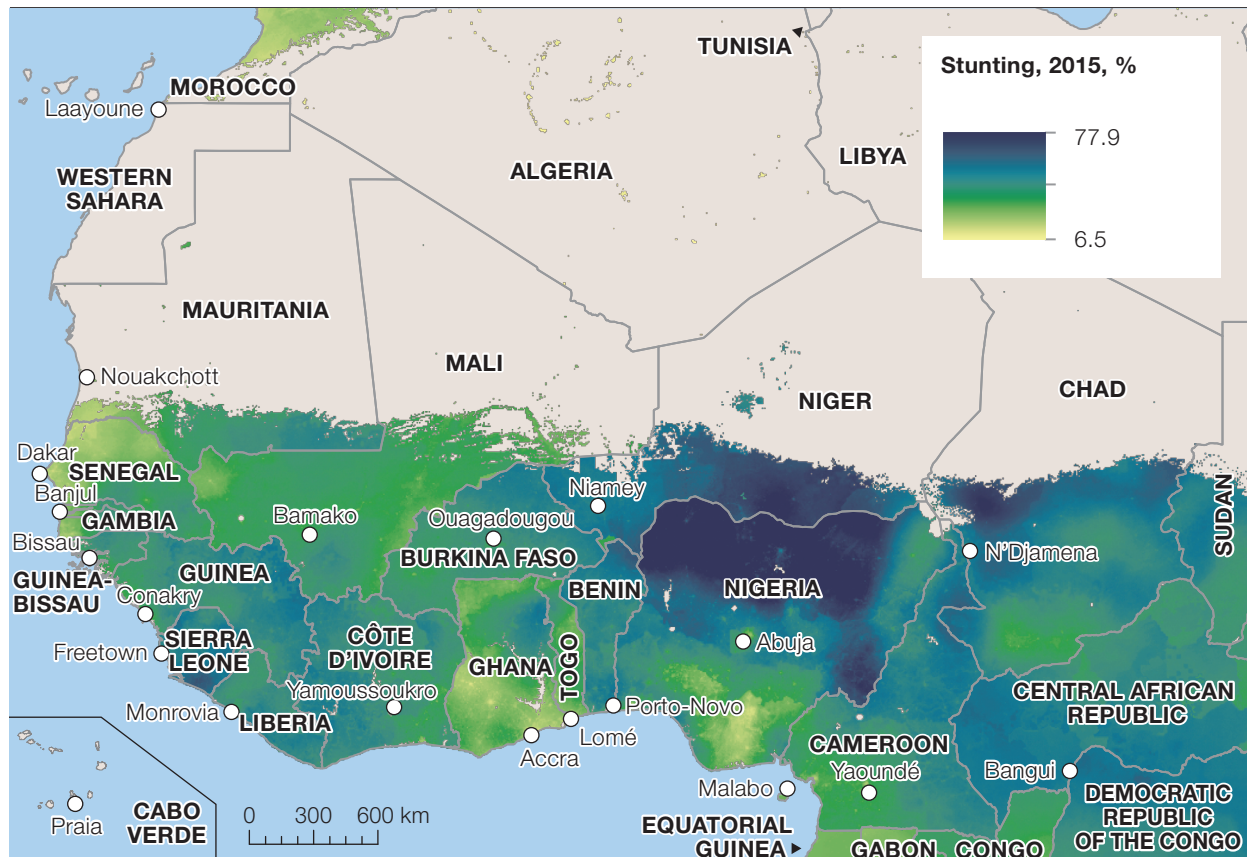 TUNISIA
Stunting, 2015, %
77.9
6.5
MOROCCO
Laayoune
WESTERN
SAHARA
ALGERIA
LIBYA
MAURITANIA
Nouakchott
MALI
NIGER
CHAD
SUDAN
Dakar
SENEGAL
Banjul
GAMBIA
Bissau
GUINEA-
BISSAU
Bamako
Ouagadougou
BURKINA FASO
Niamey
N'Djamena
GUINEA
Conakry
BENIN
NIGERIA
Abuja
Freetown
SIERRA
LEONE
CÔTE
D'IVOIRE
Yamoussoukro
GHANA
TOGO
Monrovia
LIBERIA
Porto-Novo
Lomé
Accra
CENTRAL AFRICAN
REPUBLIC
CAMEROON
Yaoundé
Bangui
Malabo
DEMOCRATIC
REPUBLIC
OF THE CONGO
EQUATORIAL
GUINEA
GABON
CONGO
Praia
CABO
VERDE
0 300 600 km